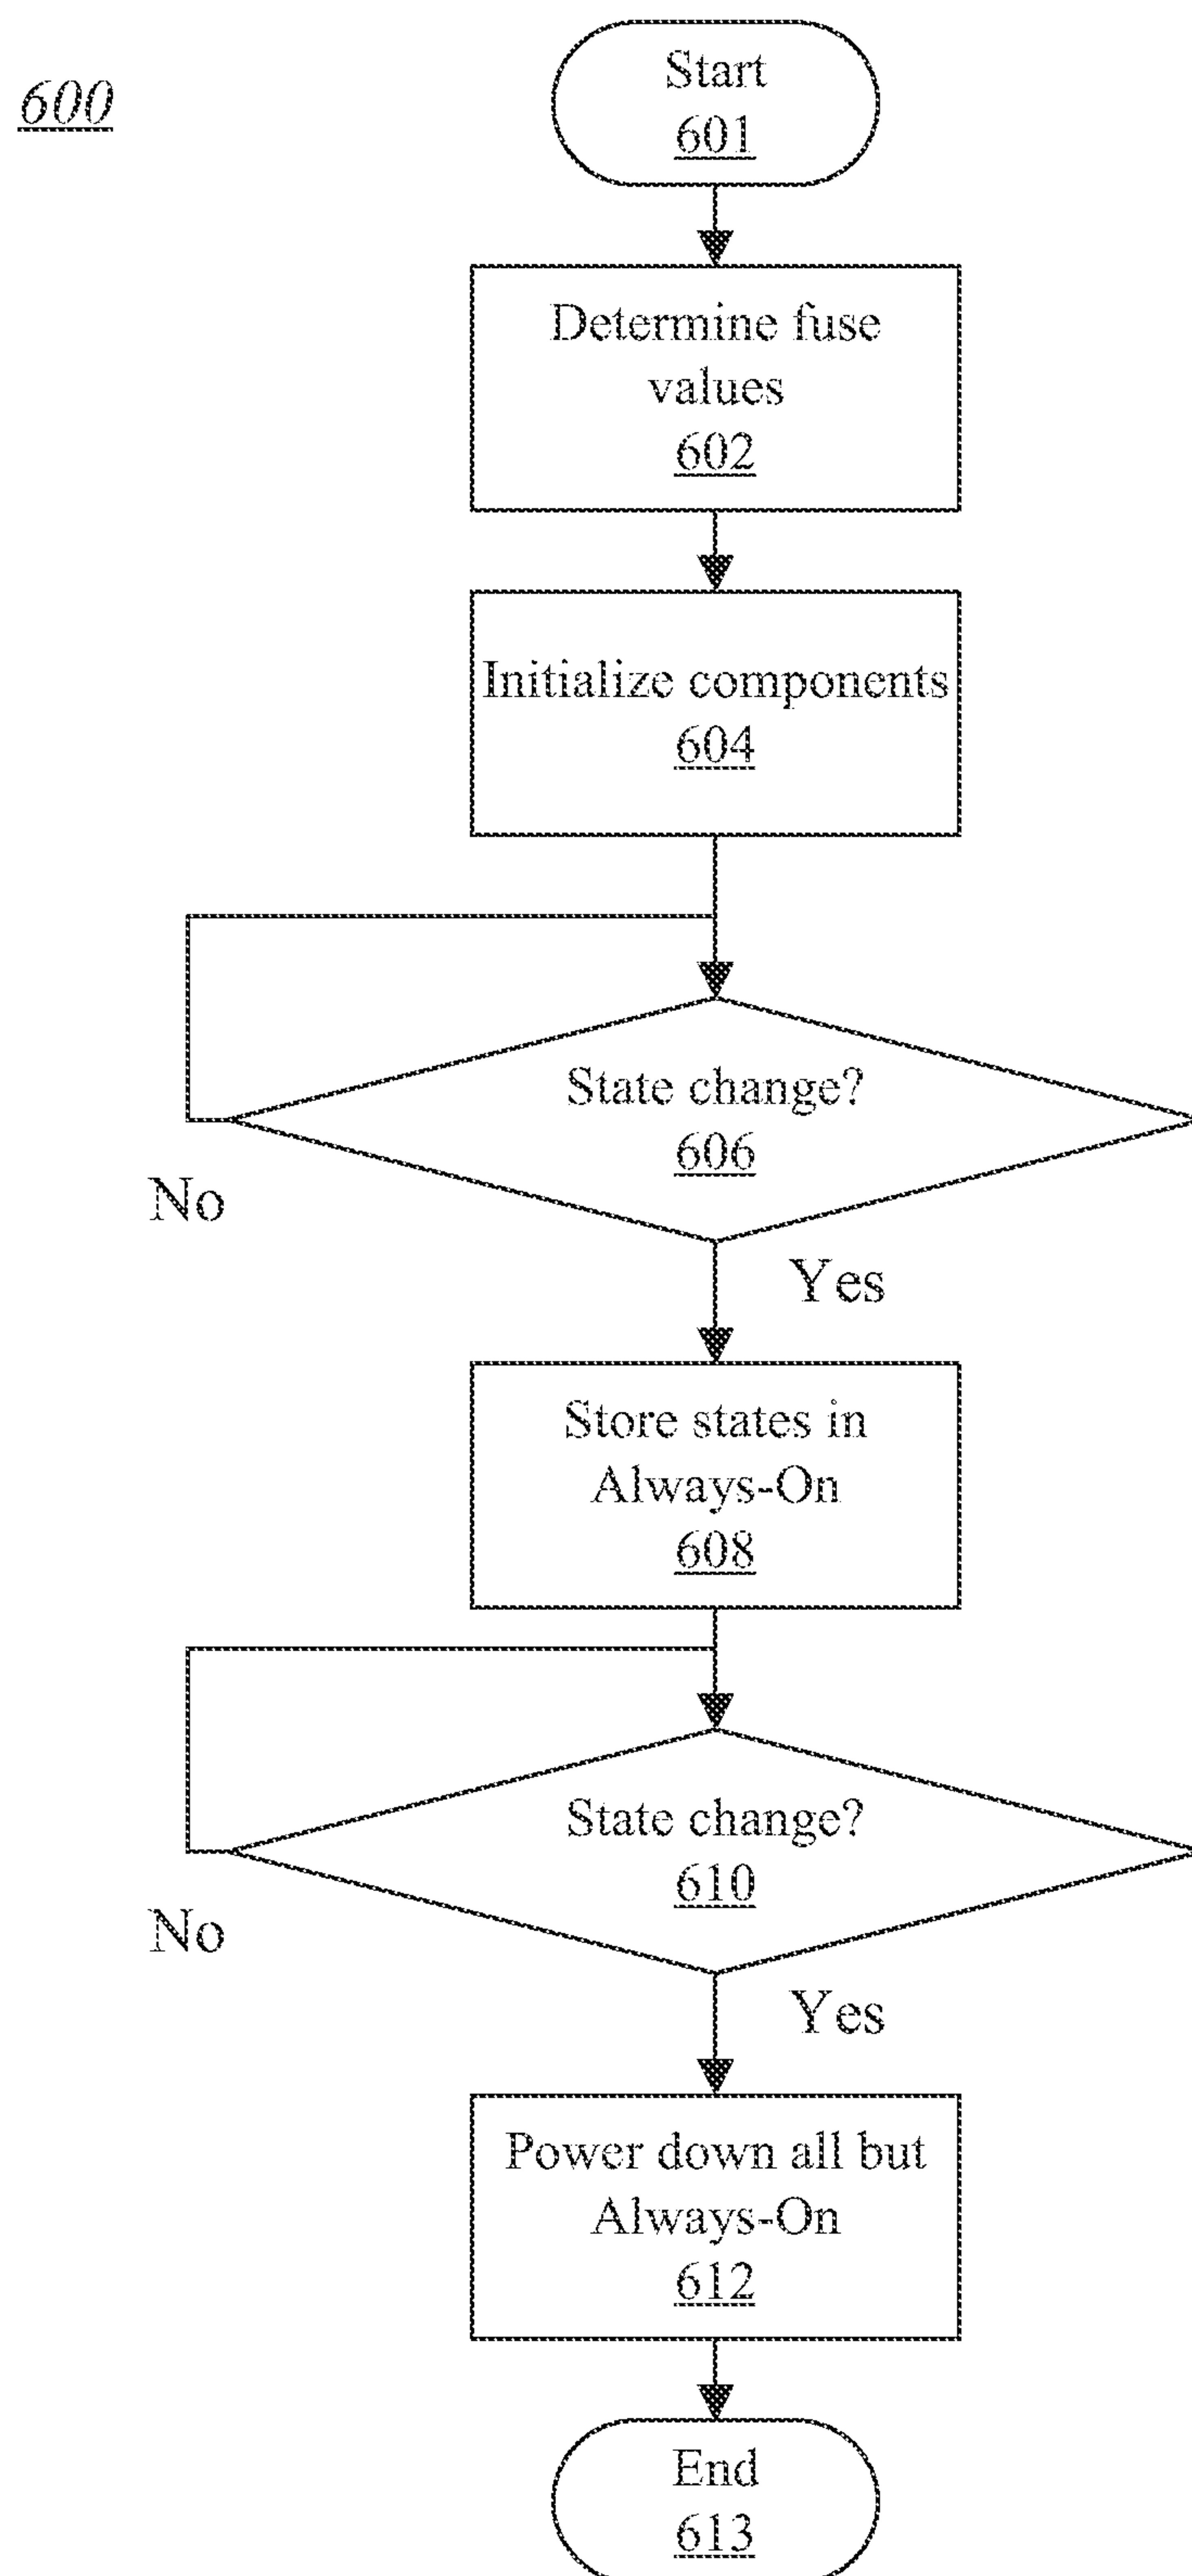 600
Start
601
Determine fuse
values
602
Initialize components
604
State change?
606
No
Yes
Store states in
Always-On
608
State change?
610
No
Yes
Power down all but
Always-On
612
End
613